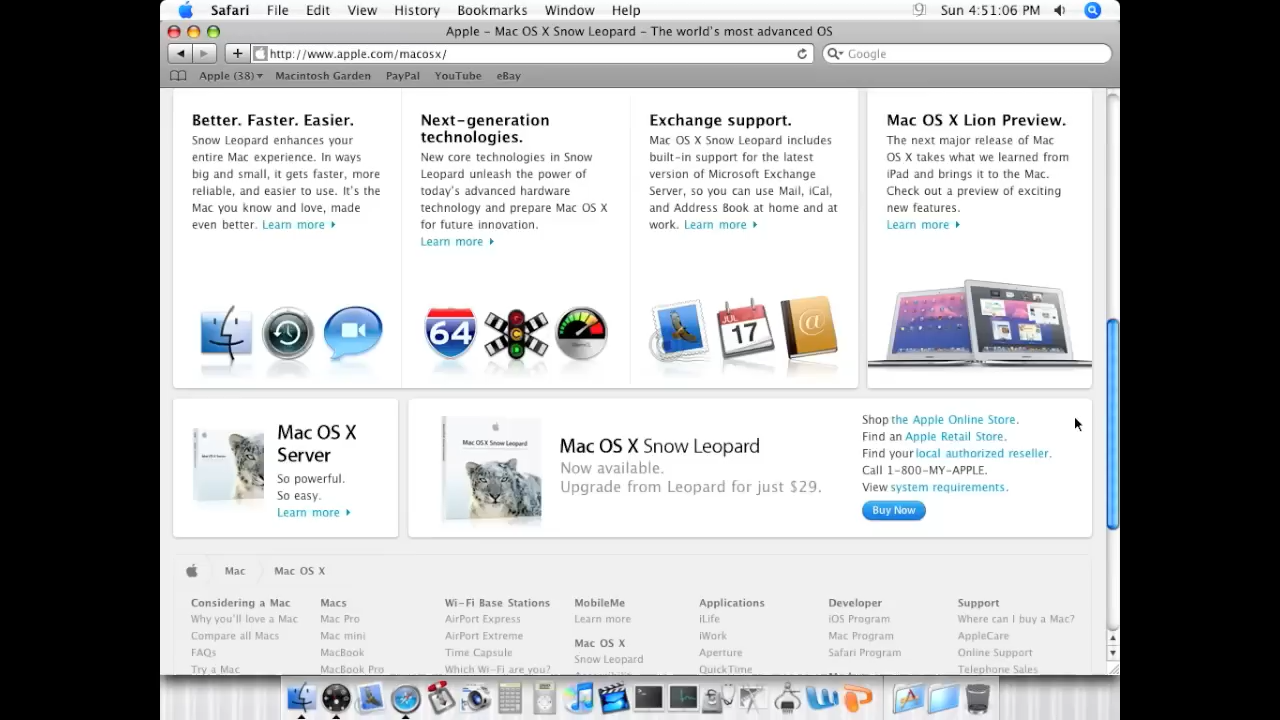 Safari File Edit View History Bookmarks Window Help Sun 4:51:06 PM
Apple – Mac OS X Snow Leopard – The world's most advanced OS
http://www.apple.com/macosx/
Google
Apple (38) Macintosh Garden PayPal YouTube eBay
Better. Faster. Easier.
Snow Leopard enhances your
entire Mac experience. In ways
big and small, it gets faster, more
reliable, and easier to use. It's the
Mac you know and love, made
even better. Learn more
Next-generation
technologies.
New core technologies in Snow
Leopard unleash the power of
today's advanced hardware
technology and prepare Mac OS X
for future innovation.
Learn more
64
Exchange support.
Mac OS X Snow Leopard includes
built-in support for the latest
version of Microsoft Exchange
Server, so you can use Mail, iCal,
and Address Book at home and at
work. Learn more
JUL
17
@
Mac OS X Lion Preview.
The next major release of Mac
OS X takes what we learned from
iPad and brings it to the Mac.
Check out a preview of exciting
new features.
Learn more
Mac OS X
Server
So powerful.
So easy.
Learn more
Mac OS X Snow Leopard
Mac OS X Snow Leopard
Now available.
Upgrade from Leopard for just $29.
Shop the Apple Online Store.
Find an Apple Retail Store.
Find your local authorized reseller.
Call 1-800-MY-APPLE.
View system requirements.
Buy Now
Mac Mac OS X
Considering a Mac
Why you'll love a Mac
Compare all Macs
FAQs
Try a Mac
Macs
Mac Pro
Mac mini
MacBook
MacBook Pro
Wi-Fi Base Stations
AirPort Express
AirPort Extreme
Time Capsule
Which Wi-Fi are you?
MobileMe
Learn more
Mac OS X
Snow Leopard
Applications
iLife
iWork
Aperture
QuickTime
Developer
iOS Program
Mac Program
Safari Program
Support
Where can I buy a Mac?
AppleCare
Online Support
Telephone Sales